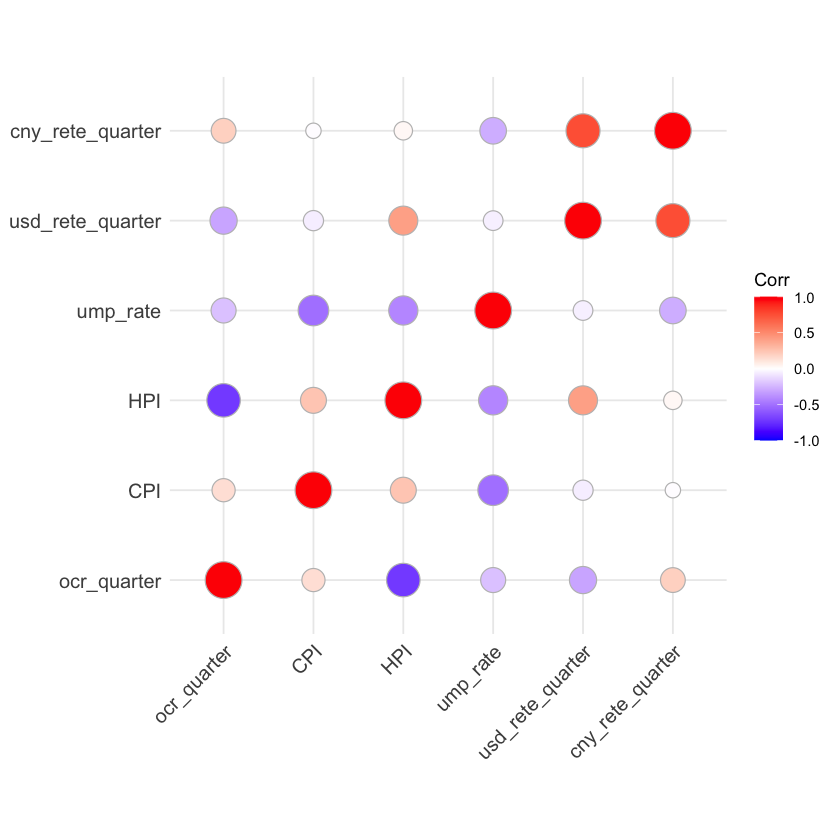 cny_rete_quarter
usd_rete_quarter
ump_rate
HPI
CPI
ocr_quarter
ocr_quarter
CPI
HPI
ump_rate
usd_rete_quarter
cny_rete_quarter
Corr
1.0
0.5
0.0
-0.5
-1.0